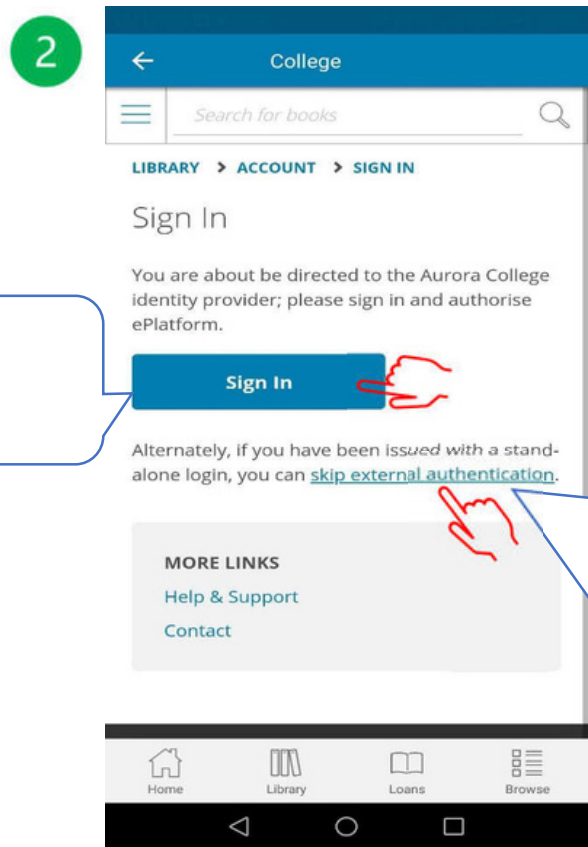 2
College
Search for books
LIBRARY > ACCOUNT > SIGN IN
Sign In
You are about be directed to the Aurora College
identity provider; please sign in and authorise
ePlatform.
Sign In
Alternately, if you have been issued with a stand-
alone login, you can skip external authentication.
MORE LINKS
Help & Support
Contact
Home Library Loans Browse